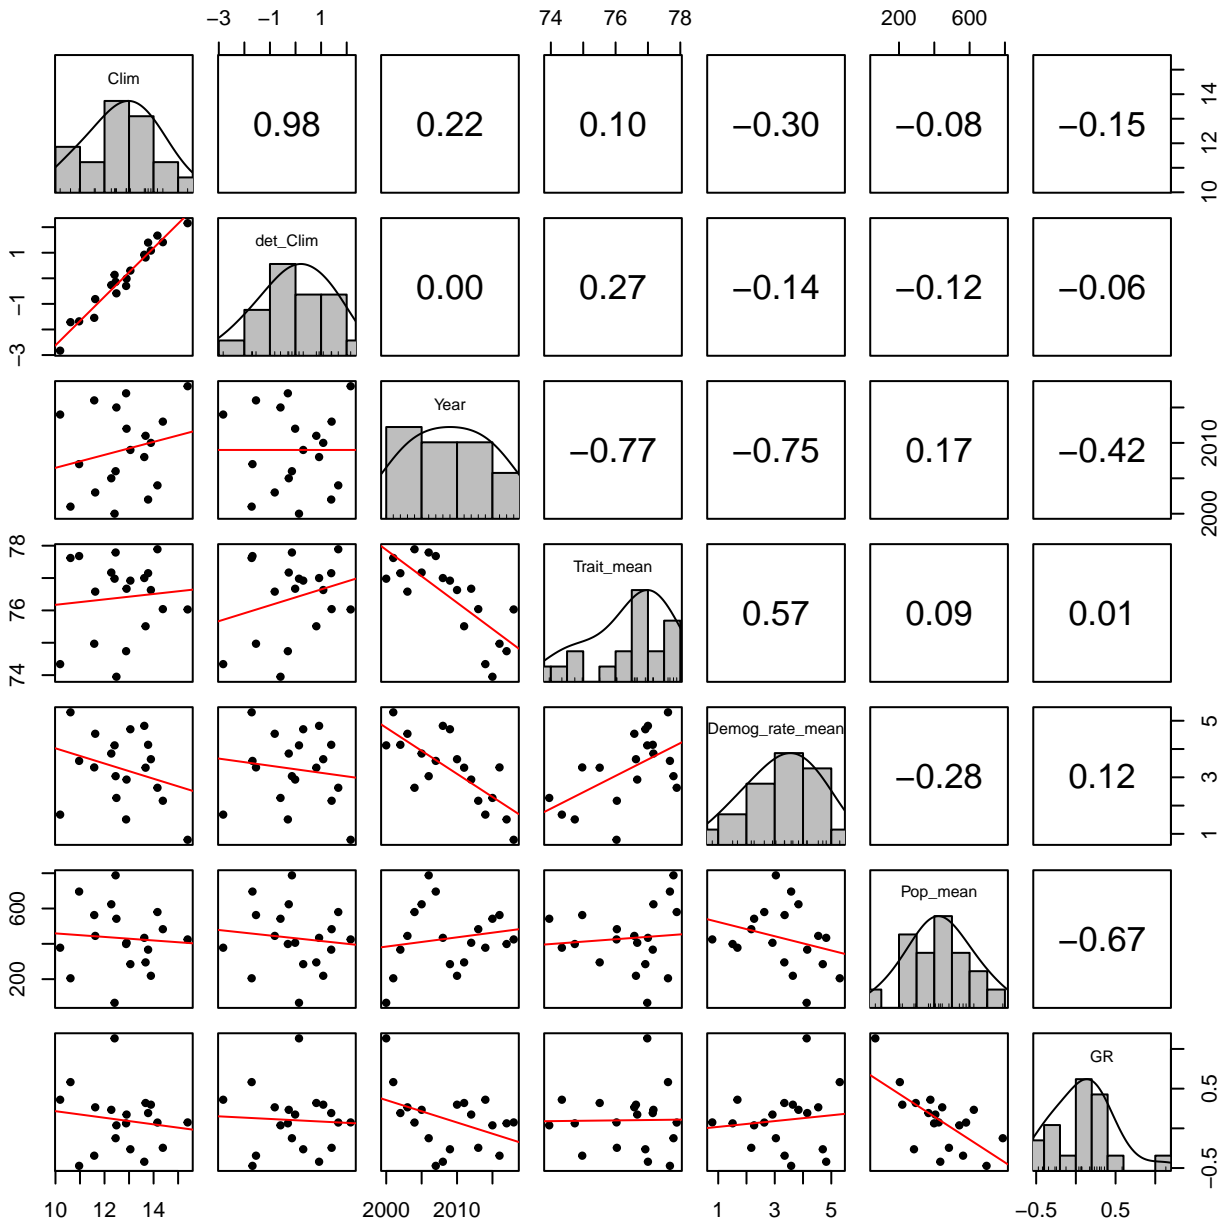 −3 −1 1 74 76 78 200 600
Clim 0.98 0.22 0.10 −0.30 −0.08 −0.15 10 12 14
−3 −1 1 det_Clim 0.00 0.27 −0.14 −0.12 −0.06
Year −0.77 −0.75 0.17 −0.42 2000 2010
74 76 78 Trait_mean 0.57 0.09 0.01
Demog_rate_mean −0.28 0.12 1 3 5
200 600 Pop_mean −0.67
GR −0.5 0.5
10 12 14 2000 2010 1 3 5 −0.5 0.5